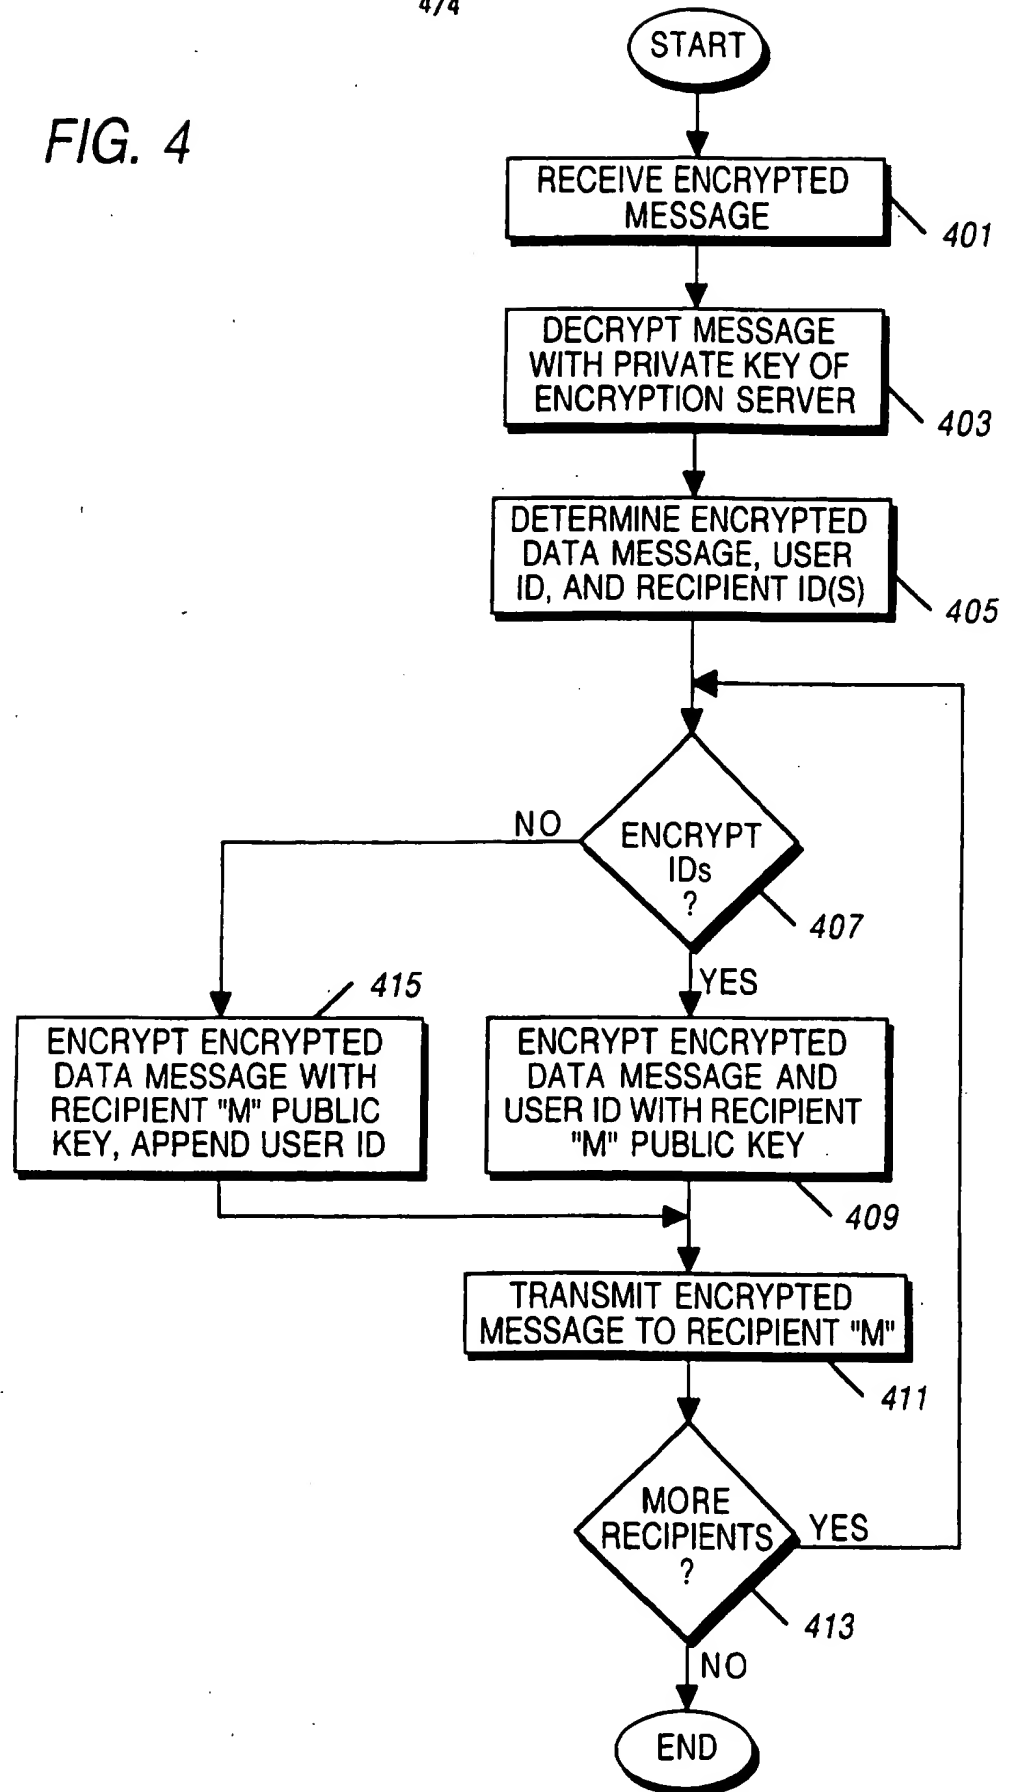 4/4
START
FIG. 4
RECEIVE ENCRYPTED
MESSAGE
401
DECRYPT MESSAGE
WITH PRIVATE KEY OF
ENCRYPTION SERVER
403
DETERMINE ENCRYPTED
DATA MESSAGE, USER
ID, AND RECIPIENT ID(S)
405
NO
ENCRYPT
IDs
?
407
YES
415
ENCRYPT ENCRYPTED
DATA MESSAGE WITH
RECIPIENT "M" PUBLIC
KEY, APPEND USER ID
ENCRYPT ENCRYPTED
DATA MESSAGE AND
USER ID WITH RECIPIENT
"M" PUBLIC KEY
409
TRANSMIT ENCRYPTED
MESSAGE TO RECIPIENT "M"
411
MORE
RECIPIENTS
?
YES
413
NO
END